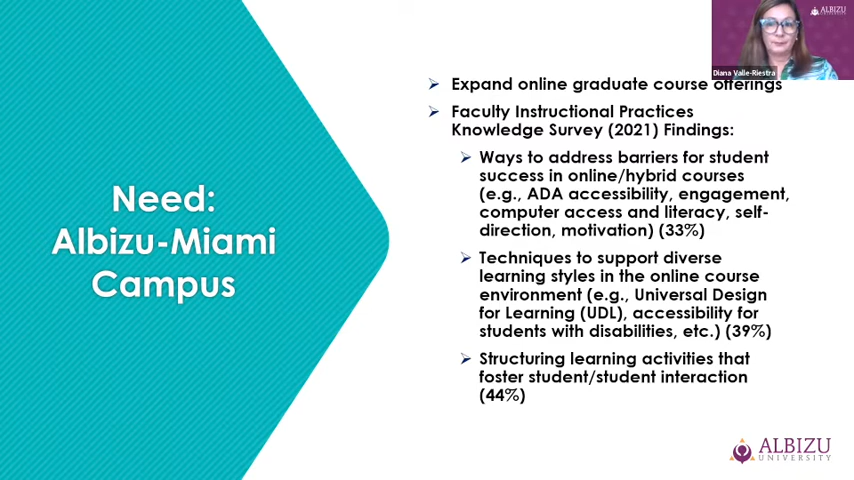 Need:
Albizu-Miami
Campus
ALBIZU
UNIVERSITY
Diana Valle-Riestra
➢ Expand online graduate course offerings
➢ Faculty Instructional Practices
Knowledge Survey (2021) Findings:
➢ Ways to address barriers for student
success in online/hybrid courses
(e.g., ADA accessibility, engagement,
computer access and literacy, self-
direction, motivation) (33%)
➢ Techniques to support diverse
learning styles in the online course
environment (e.g., Universal Design
for Learning (UDL), accessibility for
students with disabilities, etc.) (39%)
➢ Structuring learning activities that
foster student/student interaction
(44%)
ALBIZU
UNIVERSITY